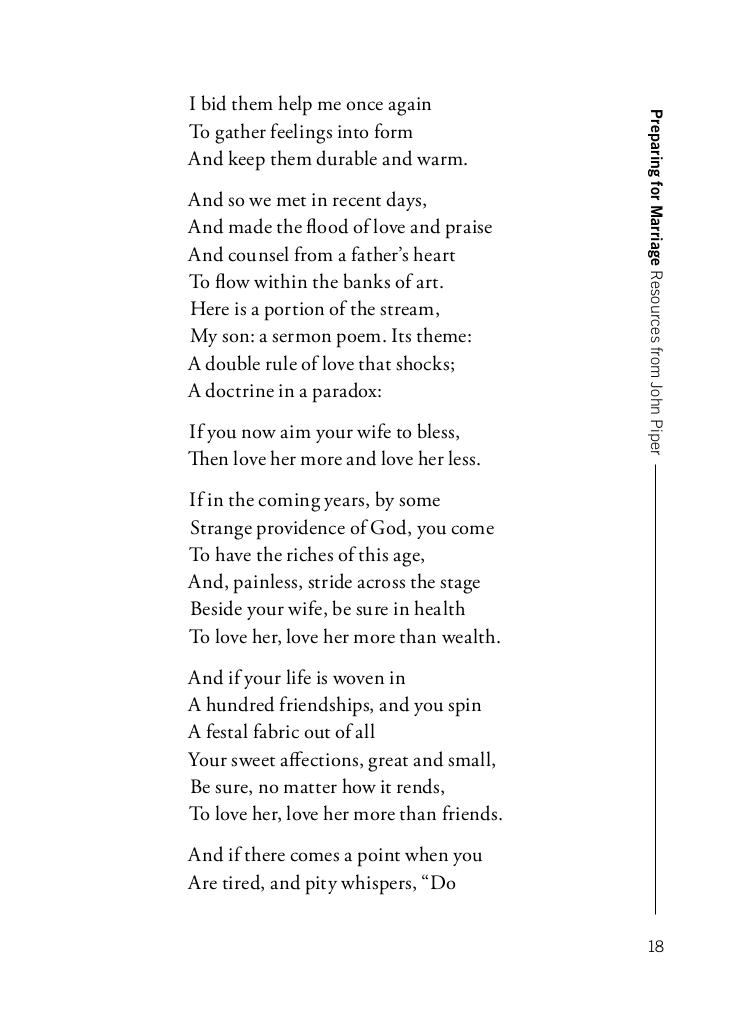 I bid them help me once again
To gather feelings into form
And keep them durable and warm.
And so we met in recent days,
And made the flood of love and praise
And counsel from a father’s heart
To flow within the banks of art.
Here is a portion of the stream,
My son: a sermon poem. Its theme:
A double rule of love that shocks;
A doctrine in a paradox:
If you now aim your wife to bless,
Then love her more and love her less.
If in the coming years, by some
Strange providence of God, you come
To have the riches of this age,
And, painless, stride across the stage
Beside your wife, be sure in health
To love her, love her more than wealth.
And if your life is woven in
A hundred friendships, and you spin
A festal fabric out of all
Your sweet affections, great and small,
Be sure, no matter how it rends,
To love her, love her more than friends.
And if there comes a point when you
Are tired, and pity whispers, “Do
Preparing for Marriage Resources from John Piper
18